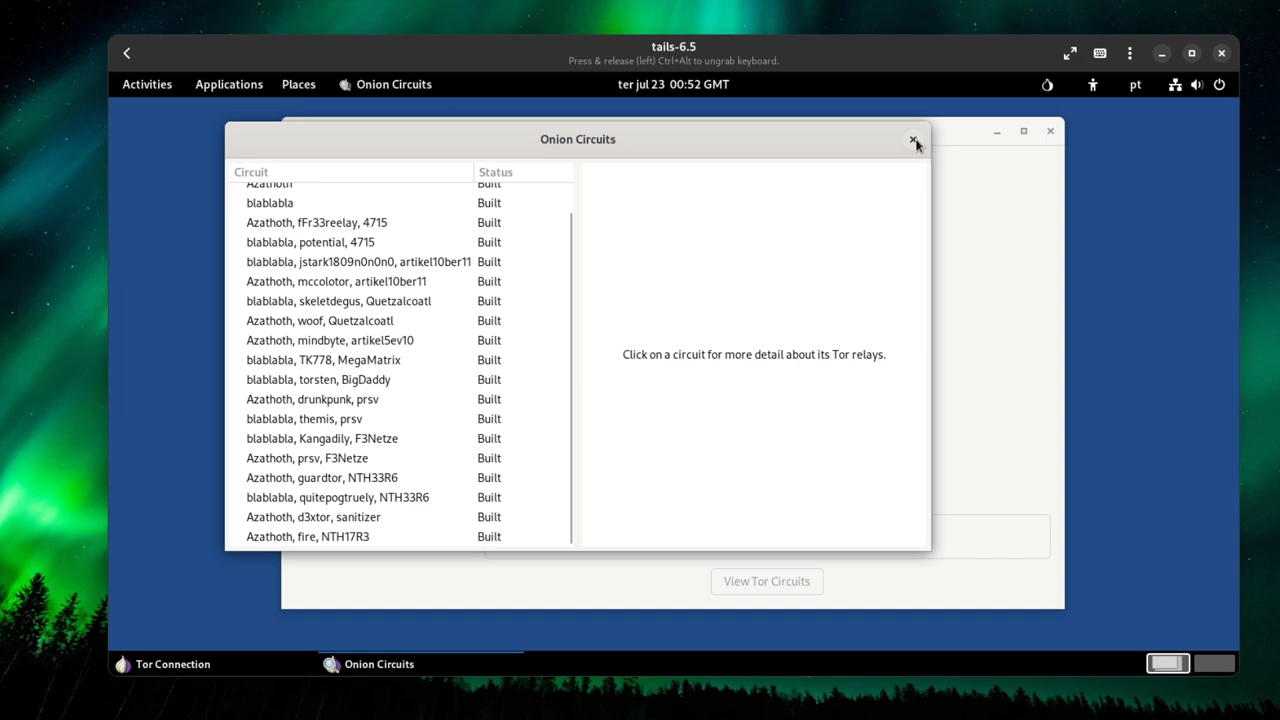 tails-6.5
Press & release (left) Ctrl+Alt to ungrab keyboard.
Activities Applications Places Onion Circuits ter jul 23 00:52 GMT pt
Onion Circuits
Circuit Status
Azathoth Built
blablabla Built
Azathoth, fFr33reelay, 4715 Built
blablabla, potential, 4715 Built
blablabla, jstark1809n0n0n0, artikel10ber11 Built
Azathoth, mccolotor, artikel10ber11 Built
blablabla, skeletdegus, Quetzalcoatl Built
Azathoth, woof, Quetzalcoatl Built
Azathoth, mindbyte, artikel5ev10 Built
blablabla, TK778, MegaMatrix Built
blablabla, torsten, BigDaddy Built
Azathoth, drunkpunk, prsv Built
blablabla, themis, prsv Built
blablabla, Kangadily, F3Netze Built
Azathoth, prsv, F3Netze Built
Azathoth, guardtor, NTH33R6 Built
blablabla, quitepogtruely, NTH33R6 Built
Azathoth, d3xtor, sanitizer Built
Azathoth, fire, NTH17R3 Built
Click on a circuit for more detail about its Tor relays.
View Tor Circuits
Tor Connection Onion Circuits